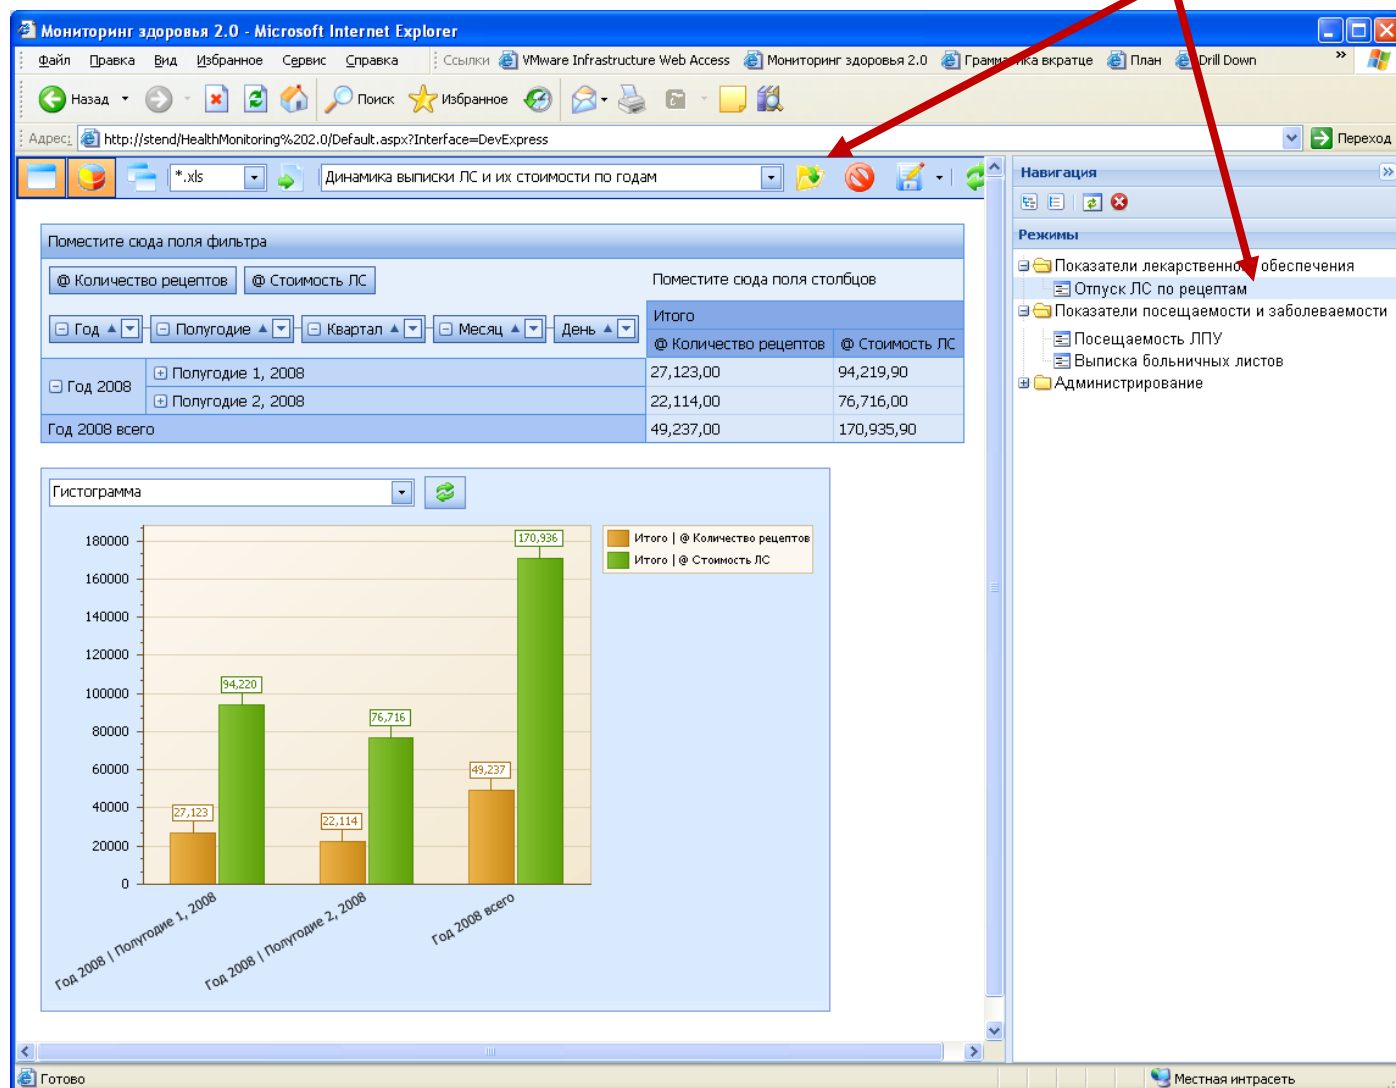 Мониторинг здоровья 2.0 - Microsoft Internet Explorer
Файл Правка Вид Избранное Сервис Справка Ссылки VMware Infrastructure Web Access Мониторинг здоровья 2.0 вкратце План Drill Down »
Назад Поиск Избранное
Адрес: http://stend/HealthMonitoring%202.0/Default.aspx?Interface=DevExpress Переход
*.xls Динамика выписки ЛС и их стоимости по годам
Поместите сюда поля фильтра
@ Количество рецептов @ Стоимость ЛС Поместите сюда поля столбцов
Год Полугодие Квартал Месяц День
Итого
@ Количество рецептов @ Стоимость ЛС
Год 2008 Полугодие 1, 2008 27,123,00 94,219,90
Полугодие 2, 2008 22,114,00 76,716,00
Год 2008 всего 49,237,00 170,935,90
Гистограмма
180000
160000
140000
120000
100000
80000
60000
40000
20000
0
27,123
94,220
22,114
76,716
49,237
170,936
Итого | @ Количество рецептов
Итого | @ Стоимость ЛС
Год 2008 | Полугодие 1, 2008
Год 2008 | Полугодие 2, 2008
Год 2008 всего
Навигация »
Режимы
Показатели лекарственного обеспечения
Отпуск ЛС по рецептам
Показатели посещаемости и заболеваемости
Посещаемость ЛПУ
Выписка больничных листов
Администрирование
Готово Местная интрасеть